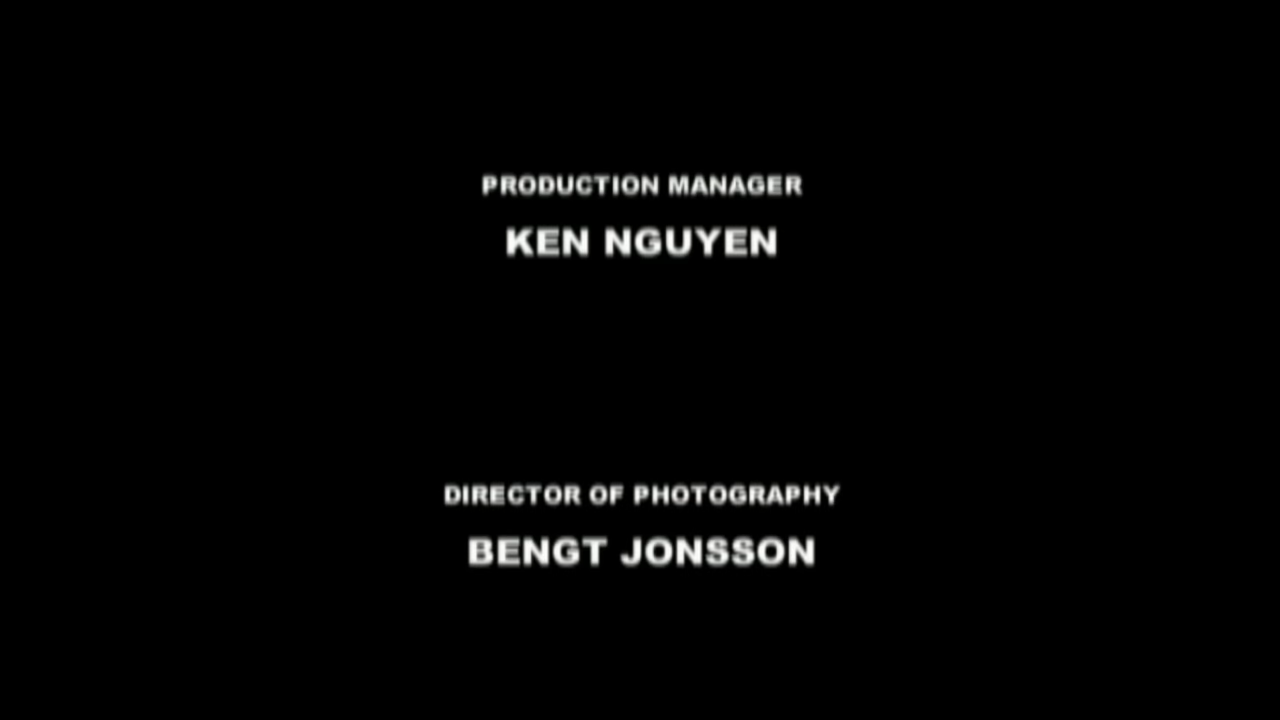 PRODUCTION MANAGER
KEN NGUYEN
DIRECTOR OF PHOTOGRAPHY
BENGT JONSSON